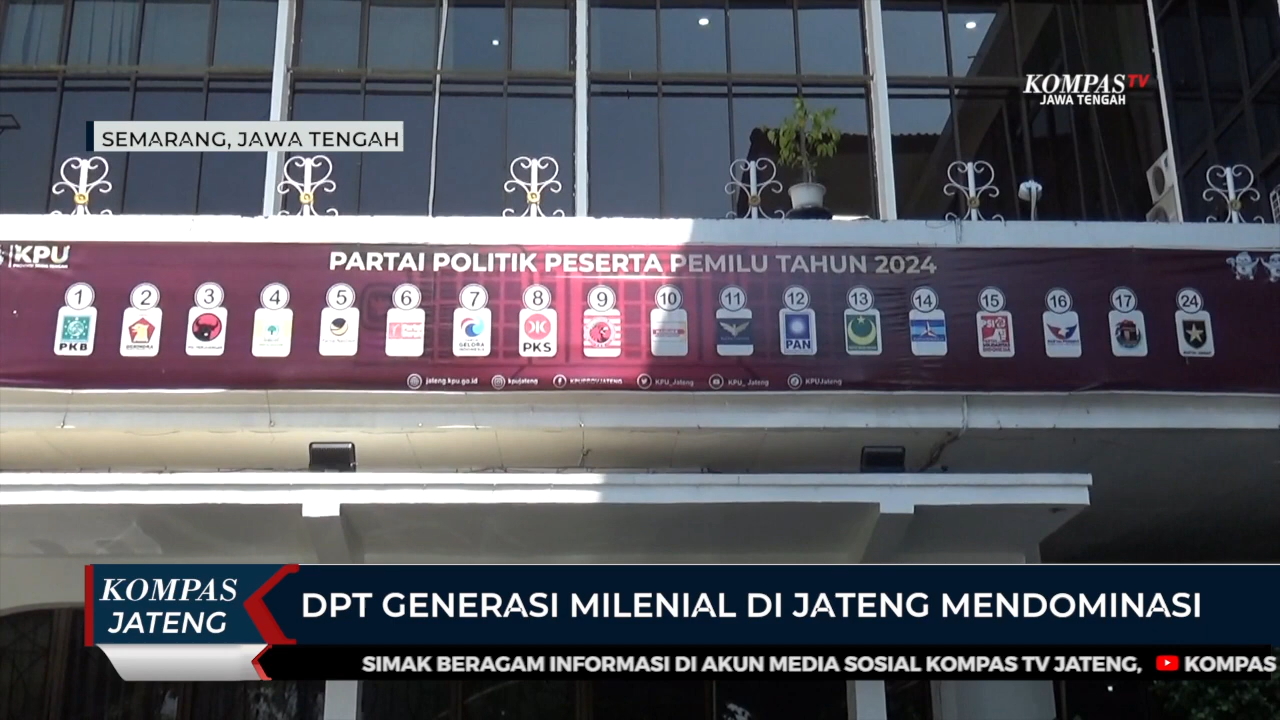 KOMPAS TV
JAWA TENGAH
SEMARANG, JAWA TENGAH
KPU
PARTAI POLITIK PESERTA PEMILU TAHUN 2024
1 2 3 4 5 6 7 8 9 10 11 12 13 14 15 16 17 24
PKB
GERINDRA
GELORA
PKS
PAN
PSI
jateng.kpu.go.id kpujateng KPUPROVJATENG KPU_Jateng KPU_Jateng KPUJateng
KOMPAS
JATENG
DPT GENERASI MILENIAL DI JATENG MENDOMINASI
SIMAK BERAGAM INFORMASI DI AKUN MEDIA SOSIAL KOMPAS TV JATENG, KOMPAS